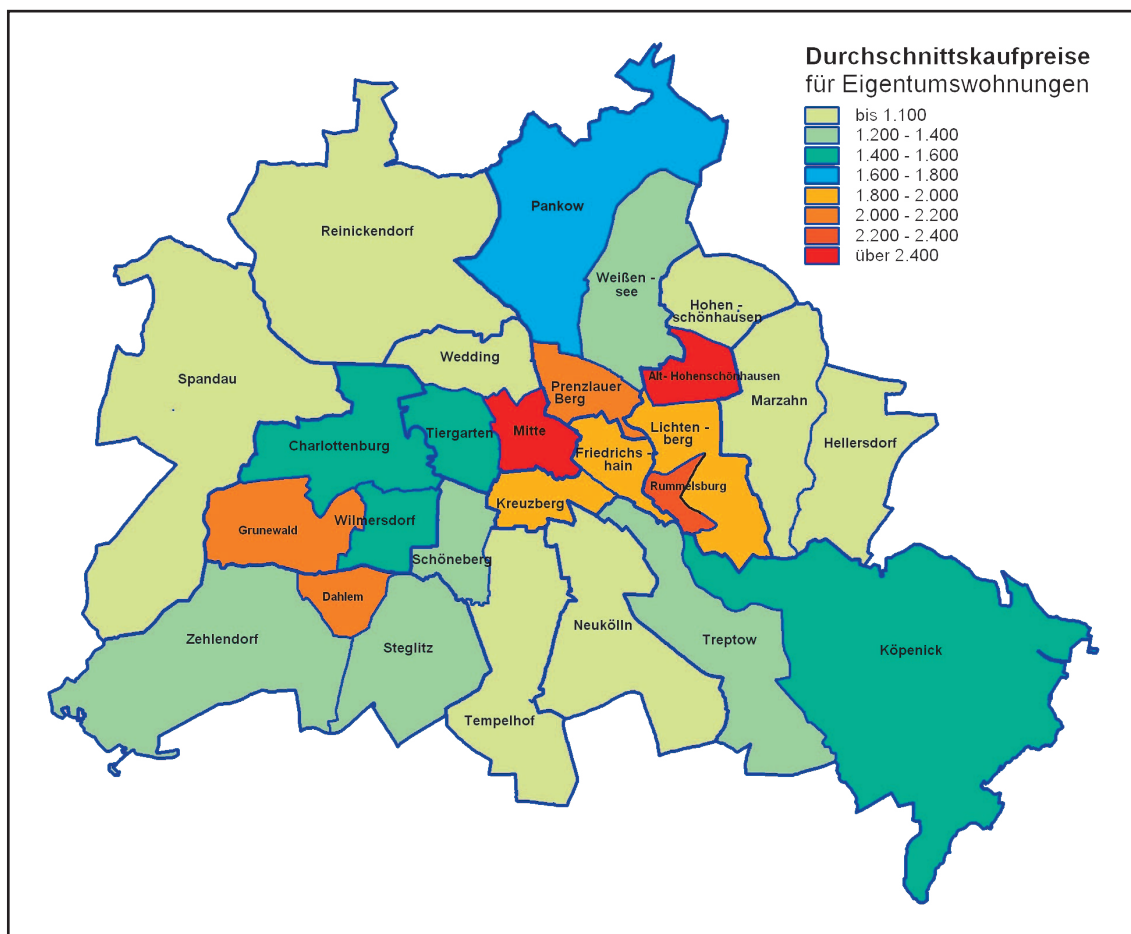 Durchschnittskaufpreise
für Eigentumswohnungen
bis 1.100
1.200 - 1.400
1.400 - 1.600
1.600 - 1.800
1.800 - 2.000
2.000 - 2.200
2.200 - 2.400
über 2.400
Pankow
Reinickendorf
Weißen -
see
Hohen -
schönhausen
Wedding
Spandau
Alt- Hohenschönhausen
Prenzlauer
Berg
Marzahn
Lichten -
berg
Mitte
Tiergarten
Charlottenburg
Hellersdorf
Friedrichs -
hain
Rummelsburg
Kreuzberg
Wilmersdorf
Grunewald
Schöneberg
Dahlem
Neukölln
Zehlendorf
Treptow
Steglitz
Köpenick
Tempelhof